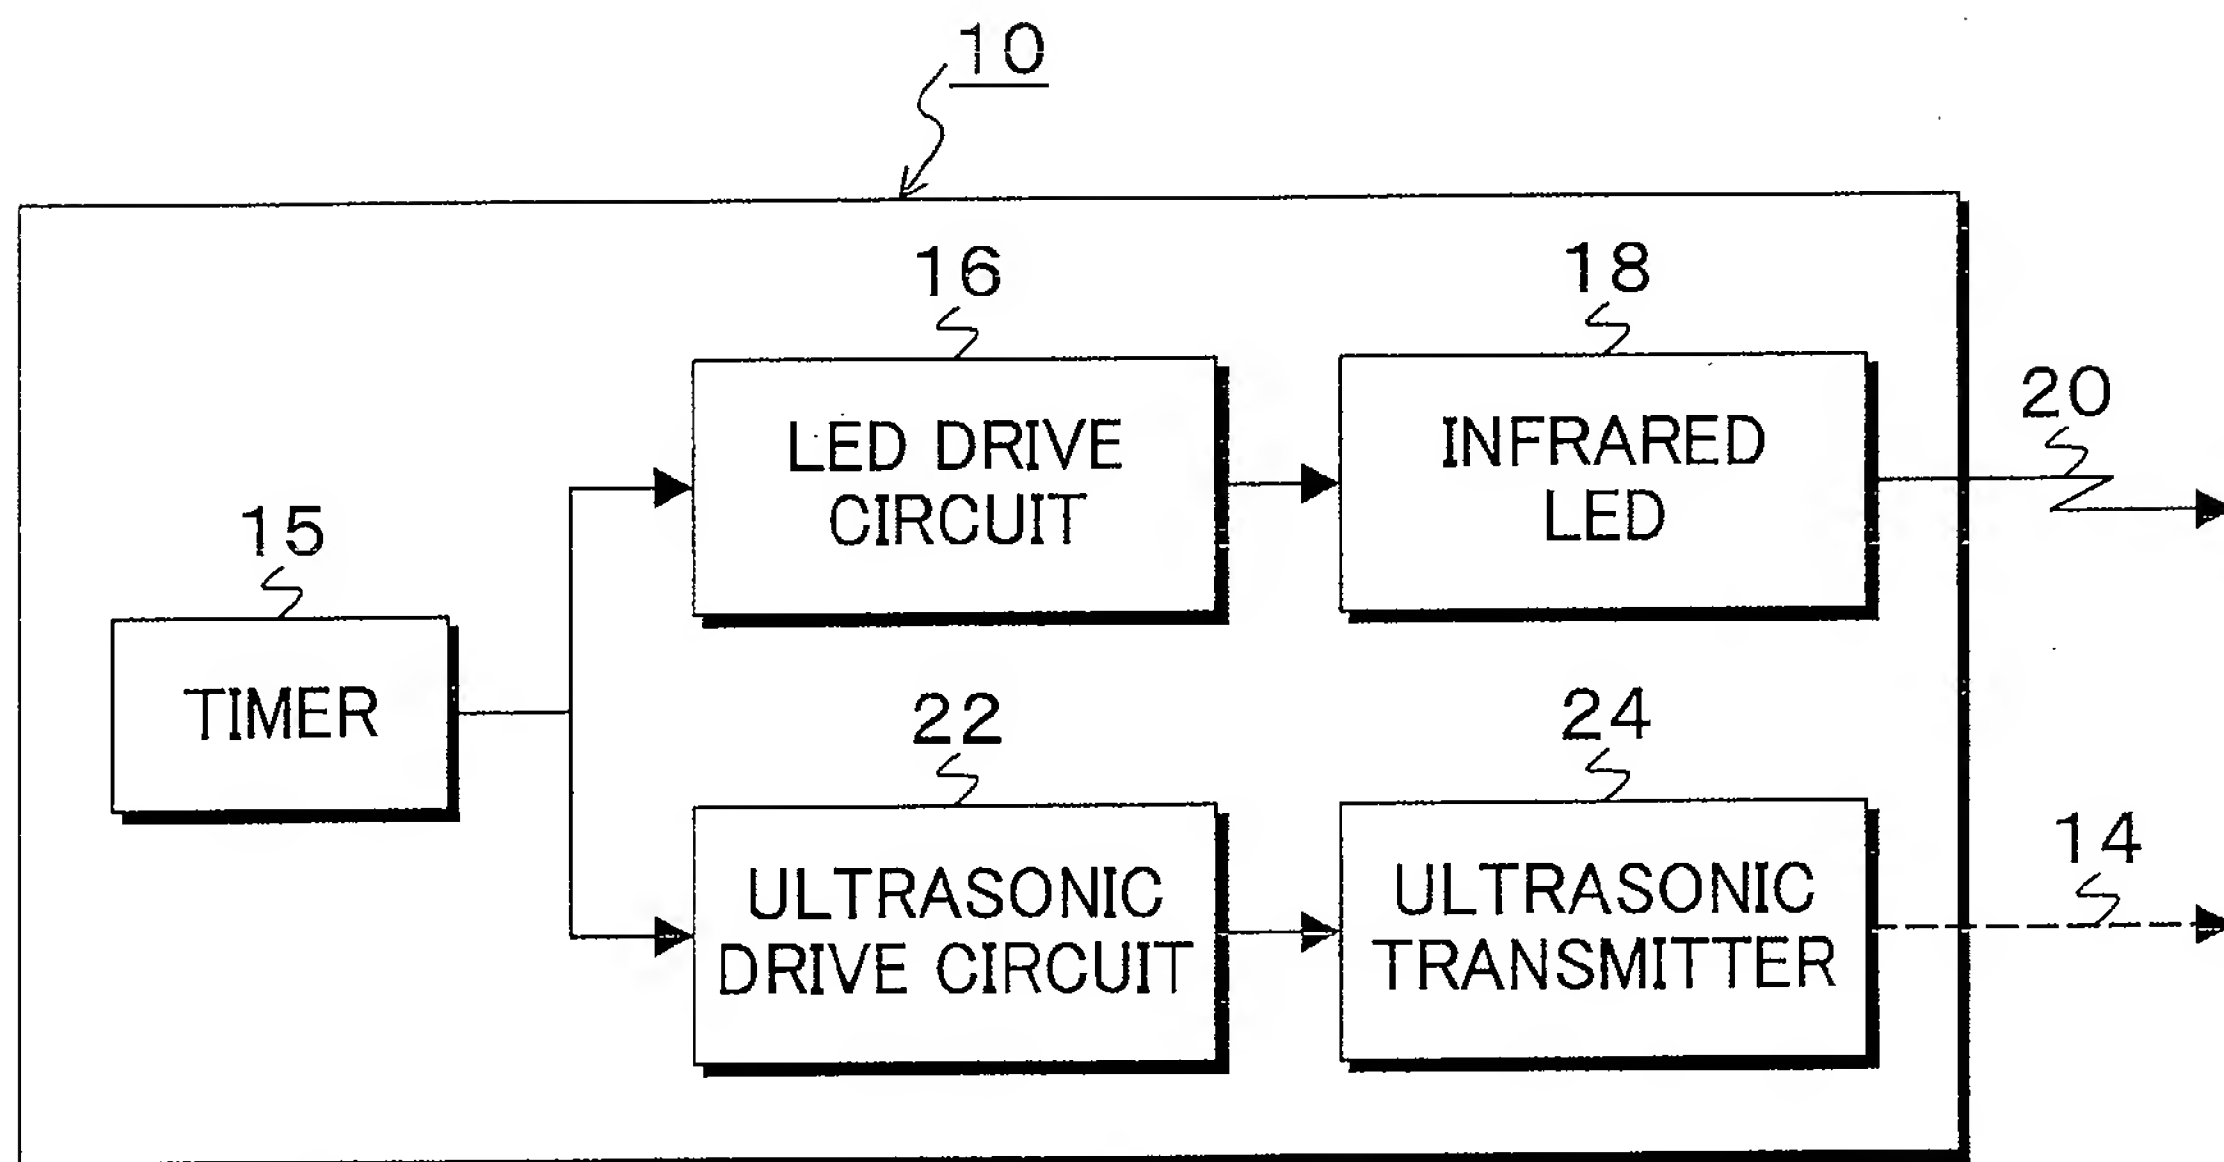 10
16
18
20
LED DRIVE
CIRCUIT
INFRARED
LED
15
TIMER
22
24
14
ULTRASONIC
DRIVE CIRCUIT
ULTRASONIC
TRANSMITTER